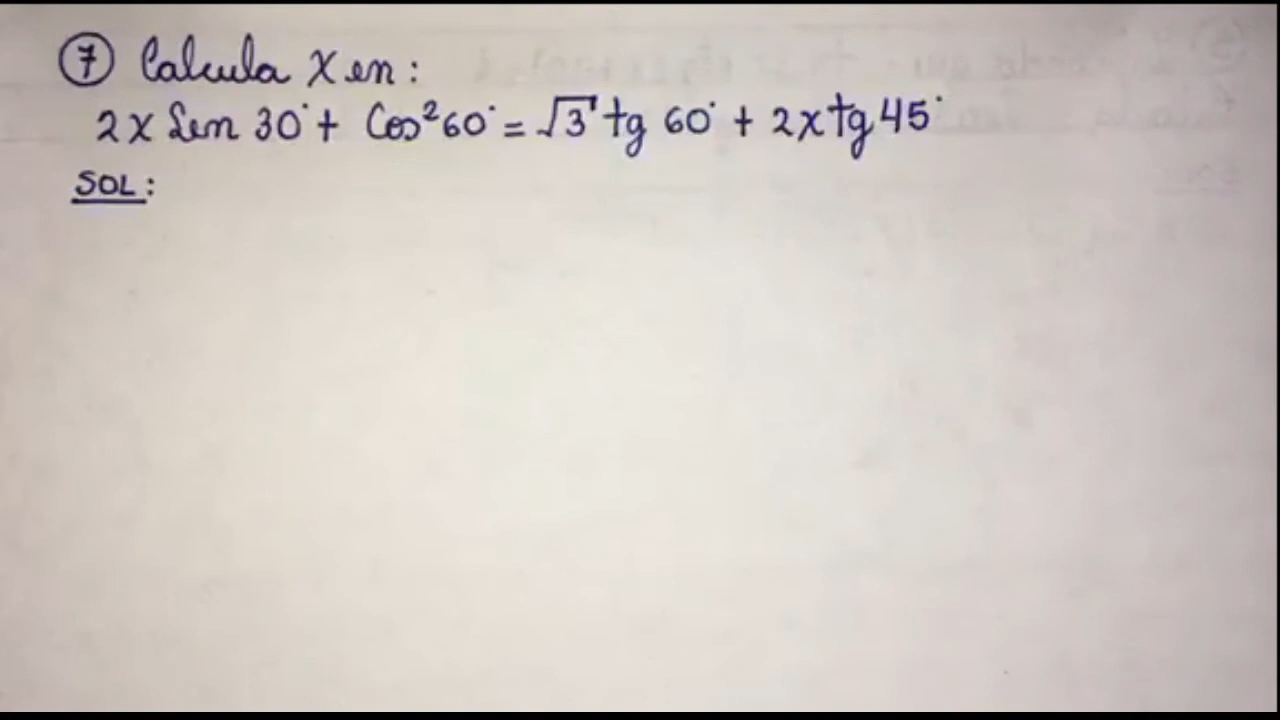 ⑦ Calcula X en:
2x Sen 30° + Cos²60° = √3 tg 60° + 2x tg 45°
SOL: